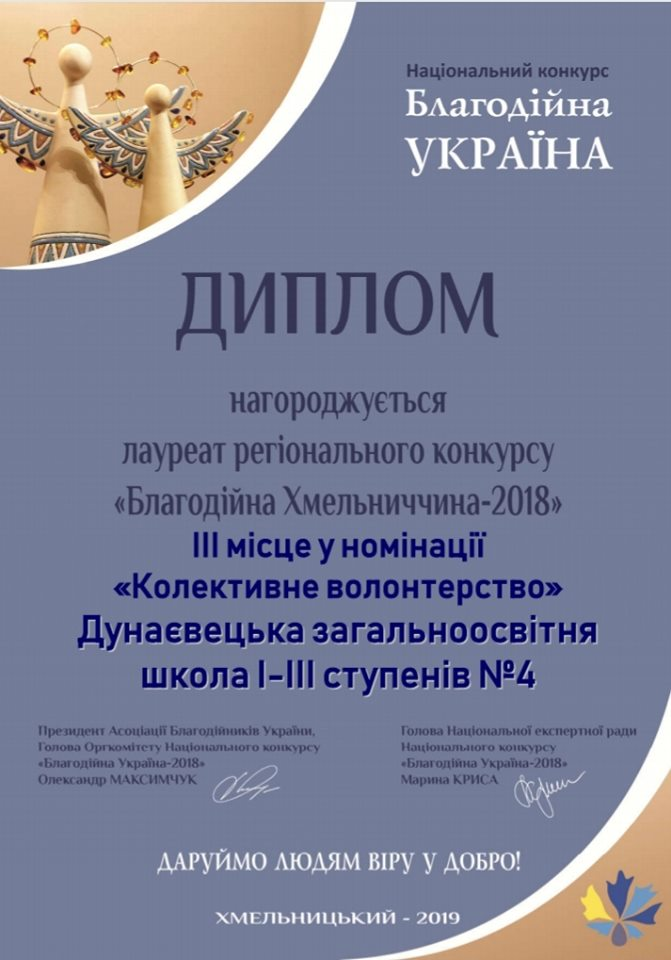 Національний конкурс
Благодійна
УКРАЇНА
ДИПЛОМ
нагороджується
лауреат регіонального конкурсу
«Благодійна Хмельниччина-2018»
ІІІ місце у номінації
«Колективне волонтерство»
Дунаєвецька загальноосвітня
школа І-ІІІ ступенів №4
Президент Асоціації Благодійників України,
Голова Оргкомітету Національного конкурсу
«Благодійна Україна-2018»
Олександр МАКСИМЧУК
Голова Національної експертної ради
Національного конкурсу
«Благодійна Україна-2018»
Марина КРИСА
ДАРУЙМО ЛЮДЯМ ВІРУ У ДОБРО!
ХМЕЛЬНИЦЬКИЙ - 2019